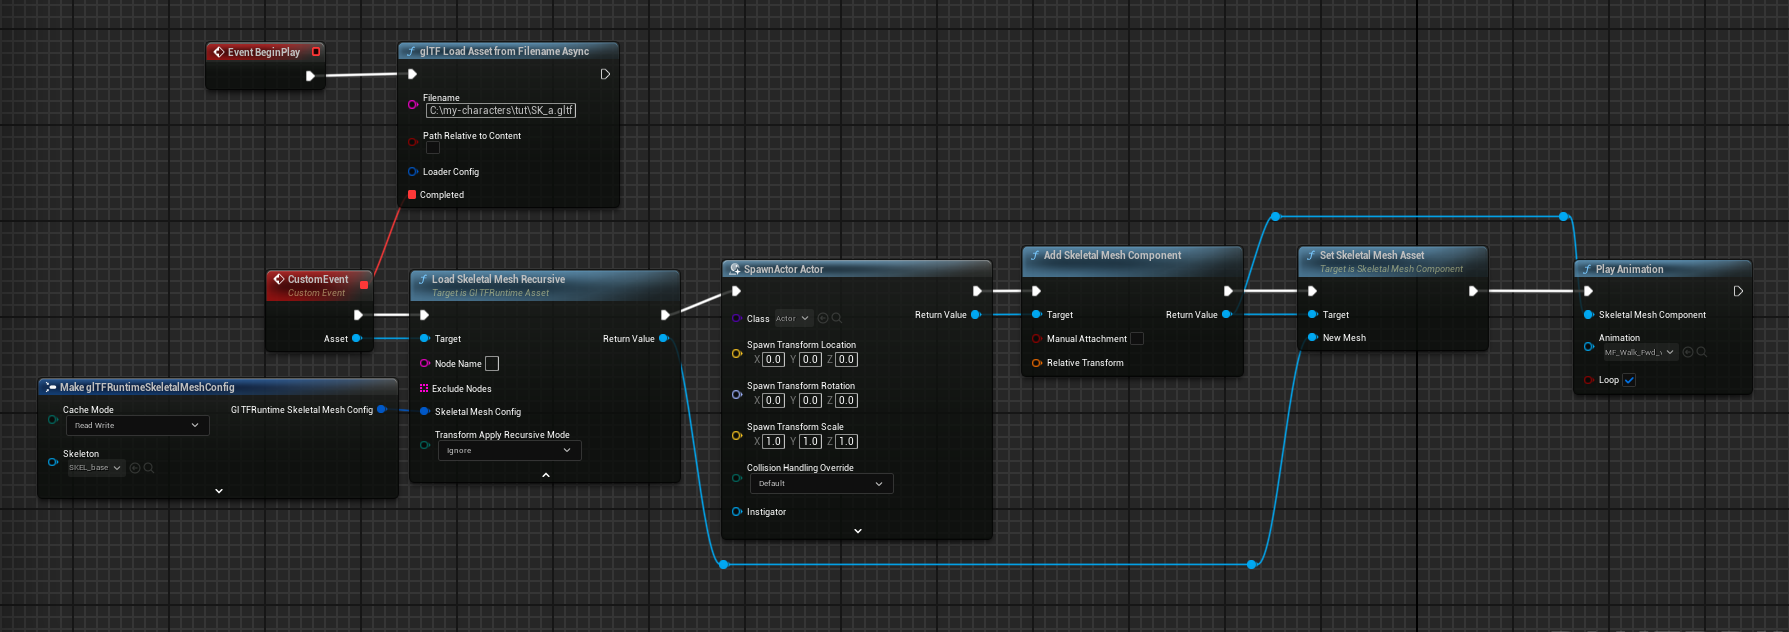 Event BeginPlay
glTF Load Asset from Filename Async
Filename
C:\my-characters\tut\SK_a.gltf
Path Relative to Content
Loader Config
Completed
CustomEvent
Custom Event
Asset
Load Skeletal Mesh Recursive
Target is Gl TFRuntime Asset
Target
Return Value
Node Name
Exclude Nodes
Skeletal Mesh Config
Transform Apply Recursive Mode
Ignore
Make glTFRuntimeSkeletalMeshConfig
Cache Mode
Gl TFRuntime Skeletal Mesh Config
Read Write
Skeleton
SKEL_base
SpawnActor Actor
Class Actor
Return Value
Spawn Transform Location
X 0.0 Y 0.0 Z 0.0
Spawn Transform Rotation
X 0.0 Y 0.0 Z 0.0
Spawn Transform Scale
X 1.0 Y 1.0 Z 1.0
Collision Handling Override
Default
Instigator
Add Skeletal Mesh Component
Target
Return Value
Manual Attachment
Relative Transform
Set Skeletal Mesh Asset
Target is Skeletal Mesh Component
Target
New Mesh
Play Animation
Skeletal Mesh Component
Animation
MF_Walk_Fwd_
Loop